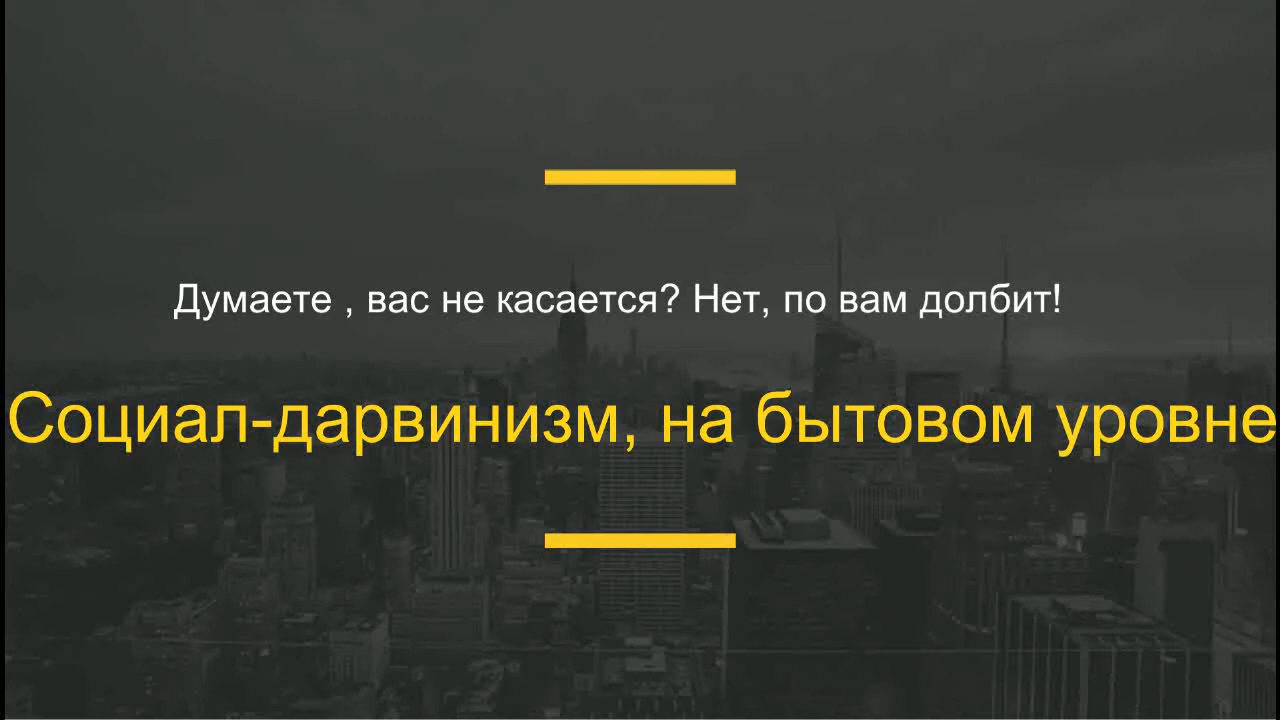 Думаете , вас не касается? Нет, по вам долбит!
Социал-дарвинизм, на бытовом уровне